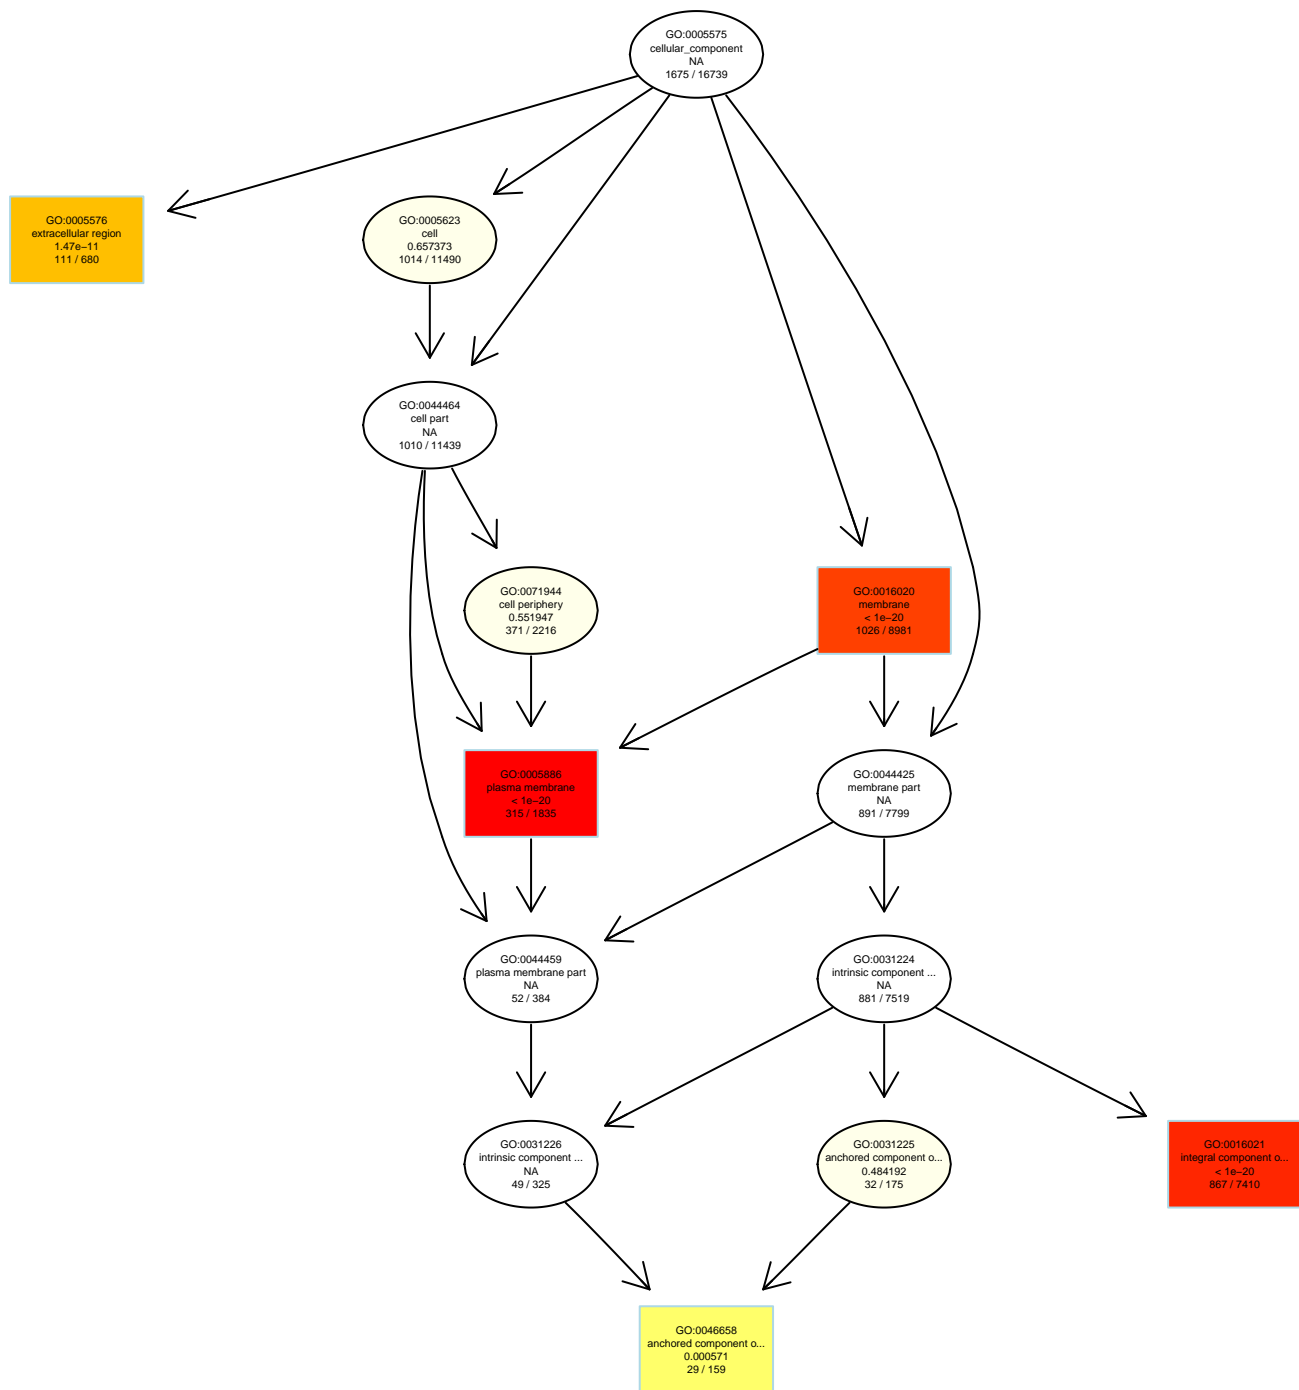 GO:0005575
cellular_component
NA
1675 / 16739
GO:0005576
extracellular region
1.47e−11
111 / 680
GO:0005623
cell
0.657373
1014 / 11490
GO:0044464
cell part
NA
1010 / 11439
GO:0071944
cell periphery
0.551947
371 / 2216
GO:0016020
membrane
< 1e−20
1026 / 8981
GO:0005886
plasma membrane
< 1e−20
315 / 1835
GO:0044425
membrane part
NA
891 / 7799
GO:0044459
plasma membrane part
NA
52 / 384
GO:0031224
intrinsic component ...
NA
881 / 7519
GO:0031226
intrinsic component ...
NA
49 / 325
GO:0031225
anchored component o...
0.484192
32 / 175
GO:0016021
integral component o...
< 1e−20
867 / 7410
GO:0046658
anchored component o...
0.000571
29 / 159